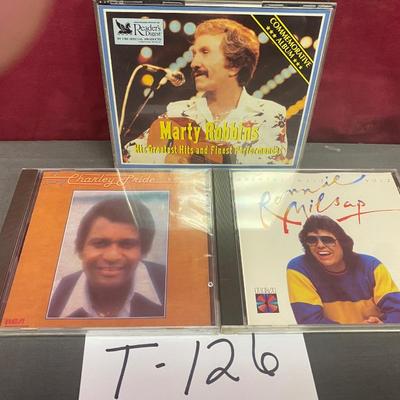 Reader's Digest
COMMEMORATIVE
ALBUM
Marty Robbins
His Greatest Hits and Finest Performances
Charley Pride
Ronnie
Milsap
RCA
RCA
T-126